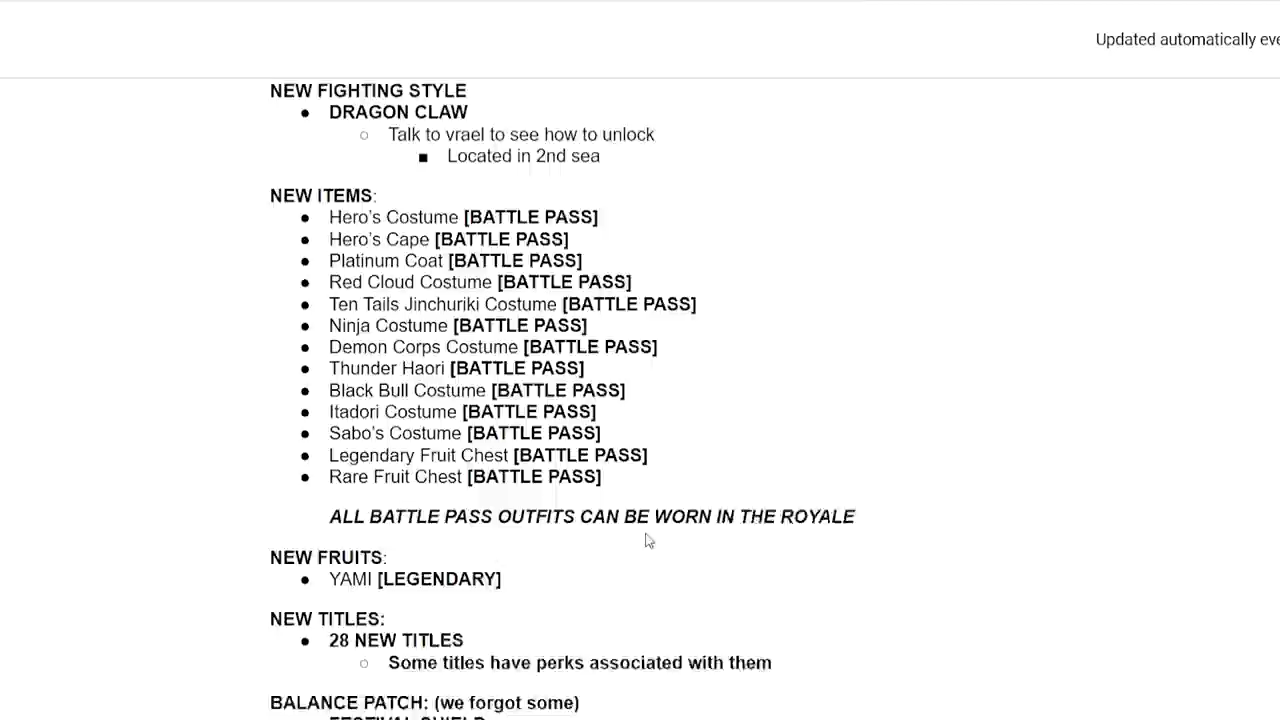 Updated automatically eve
NEW FIGHTING STYLE
● DRAGON CLAW
○ Talk to vrael to see how to unlock
■ Located in 2nd sea
NEW ITEMS:
● Hero's Costume [BATTLE PASS]
● Hero's Cape [BATTLE PASS]
● Platinum Coat [BATTLE PASS]
● Red Cloud Costume [BATTLE PASS]
● Ten Tails Jinchuriki Costume [BATTLE PASS]
● Ninja Costume [BATTLE PASS]
● Demon Corps Costume [BATTLE PASS]
● Thunder Haori [BATTLE PASS]
● Black Bull Costume [BATTLE PASS]
● Itadori Costume [BATTLE PASS]
● Sabo's Costume [BATTLE PASS]
● Legendary Fruit Chest [BATTLE PASS]
● Rare Fruit Chest [BATTLE PASS]
ALL BATTLE PASS OUTFITS CAN BE WORN IN THE ROYALE
NEW FRUITS:
● YAMI [LEGENDARY]
NEW TITLES:
● 28 NEW TITLES
○ Some titles have perks associated with them
BALANCE PATCH: (we forgot some)
FESTIVAL SHIELD